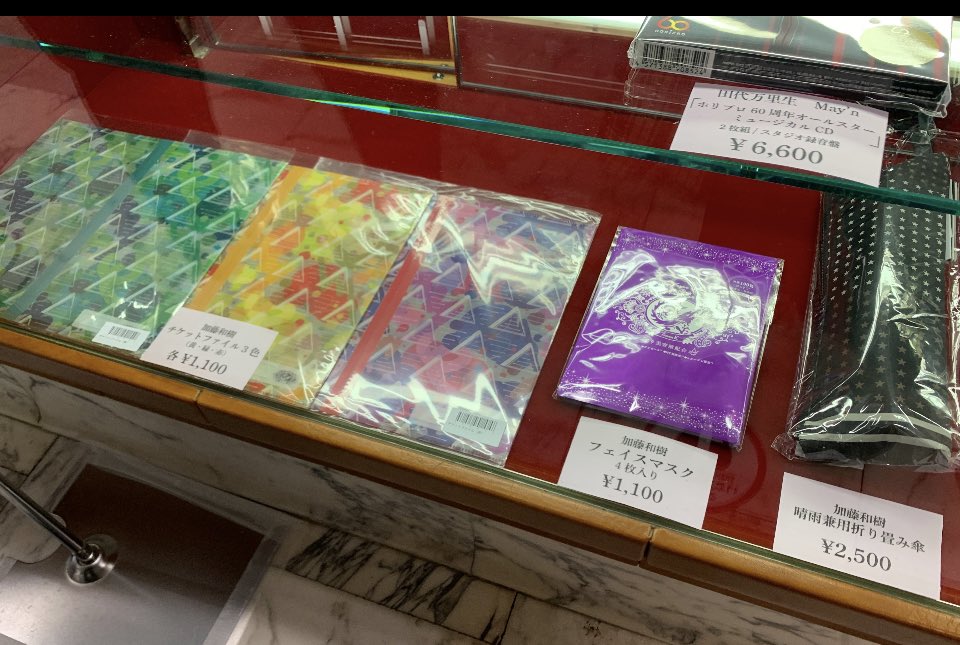 田代万里生 May'n
「ホリプロ60周年オールスター
ミュージカルCD」
2枚組/スタジオ録音盤
¥6,600
加藤和樹
チケットファイル3色
(黄・緑・赤)
各¥1,100
加藤和樹
フェイスマスク
4枚入り
¥1,100
加藤和樹
晴雨兼用折り畳み傘
¥2,500